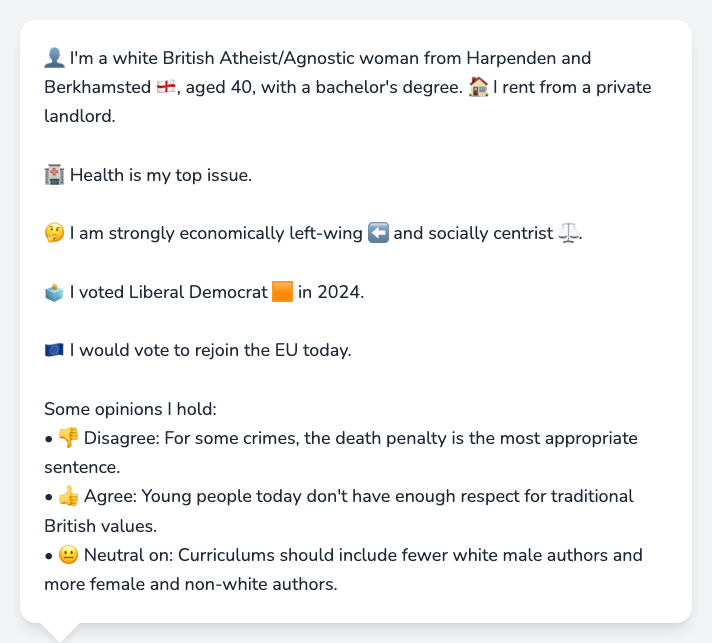 👤 I'm a white British Atheist/Agnostic woman from Harpenden and
Berkhamsted 🏴󠁧󠁢󠁥󠁮󠁧󠁿, aged 40, with a bachelor's degree. 🏠 I rent from a private
landlord.
🏥 Health is my top issue.
🤔 I am strongly economically left-wing ⬅️ and socially centrist ⚖️.
🗳️ I voted Liberal Democrat 🟧 in 2024.
🇪🇺 I would vote to rejoin the EU today.
Some opinions I hold:
• 👎 Disagree: For some crimes, the death penalty is the most appropriate
sentence.
• 👍 Agree: Young people today don't have enough respect for traditional
British values.
• 😐 Neutral on: Curriculums should include fewer white male authors and
more female and non-white authors.